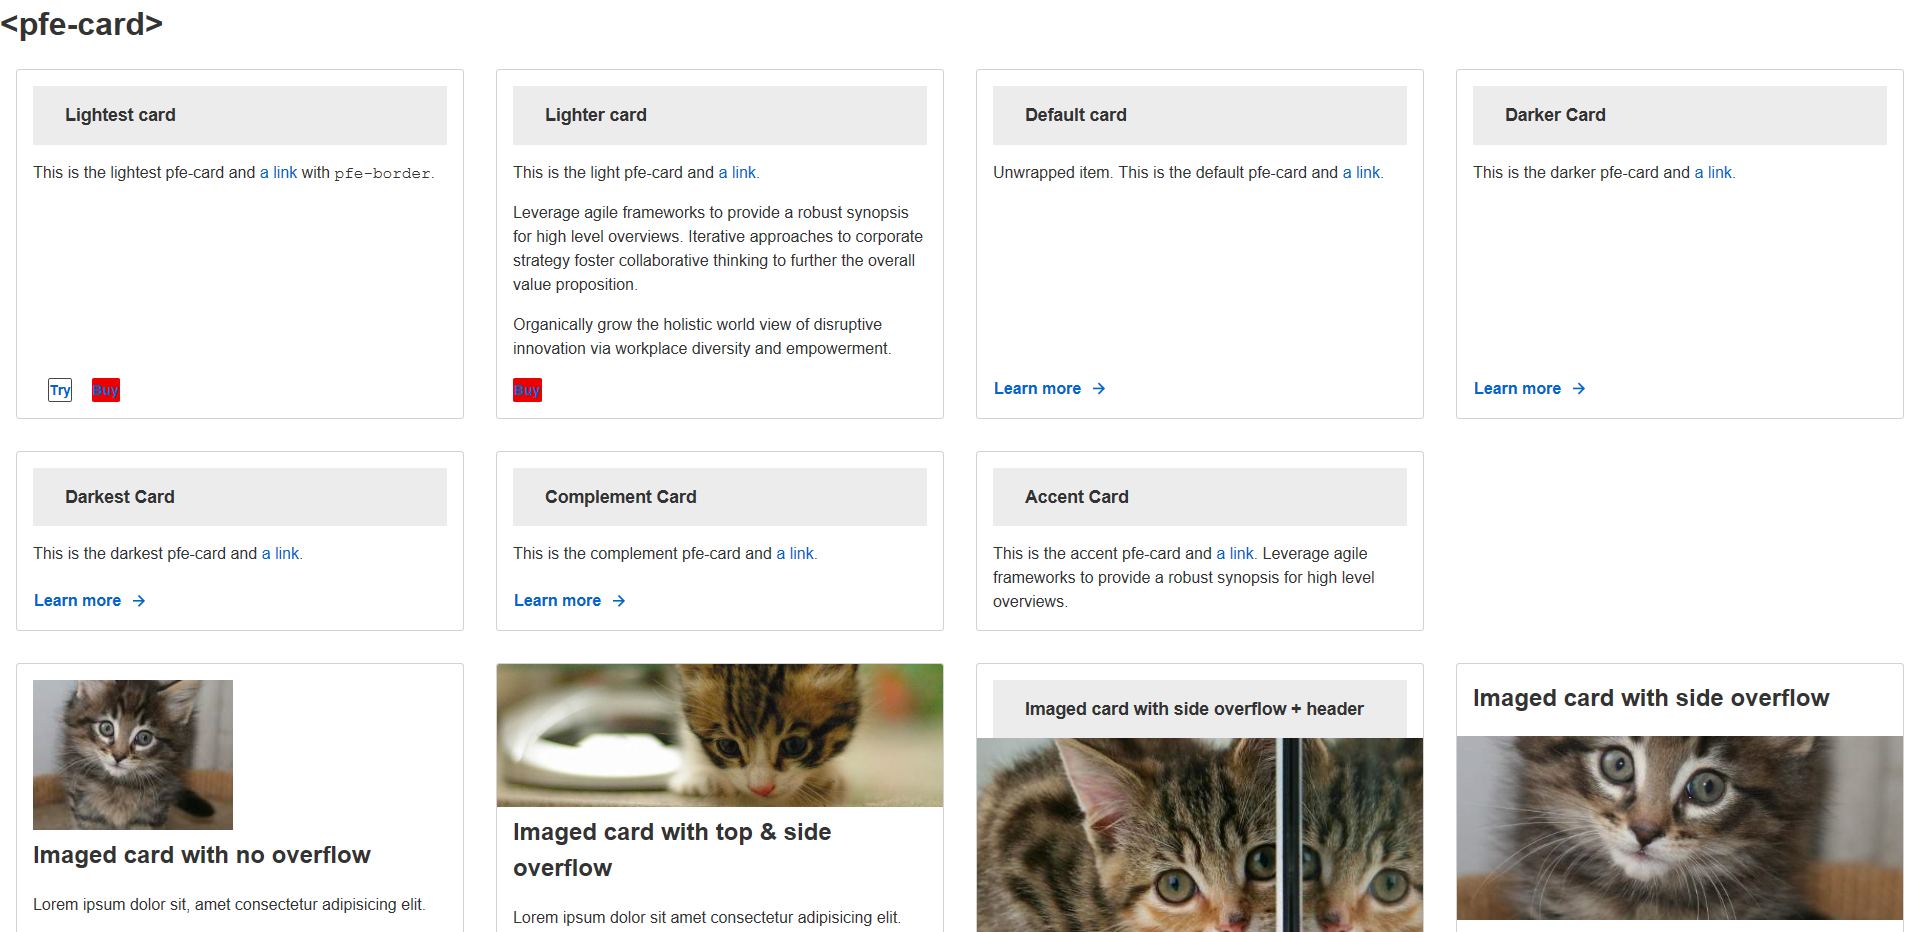 <pfe-card>
Lightest card
This is the lightest pfe-card and a link with pfe-border.
Try Buy
Lighter card
This is the light pfe-card and a link.
Leverage agile frameworks to provide a robust synopsis
for high level overviews. Iterative approaches to corporate
strategy foster collaborative thinking to further the overall
value proposition.
Organically grow the holistic world view of disruptive
innovation via workplace diversity and empowerment.
Buy
Default card
Unwrapped item. This is the default pfe-card and a link.
Learn more →
Darker Card
This is the darker pfe-card and a link.
Learn more →
Darkest Card
This is the darkest pfe-card and a link.
Learn more →
Complement Card
This is the complement pfe-card and a link.
Learn more →
Accent Card
This is the accent pfe-card and a link. Leverage agile
frameworks to provide a robust synopsis for high level
overviews.
Imaged card with no overflow
Lorem ipsum dolor sit, amet consectetur adipisicing elit.
Imaged card with top & side
overflow
Lorem ipsum dolor sit amet consectetur adipisicing elit.
Imaged card with side overflow + header
Imaged card with side overflow